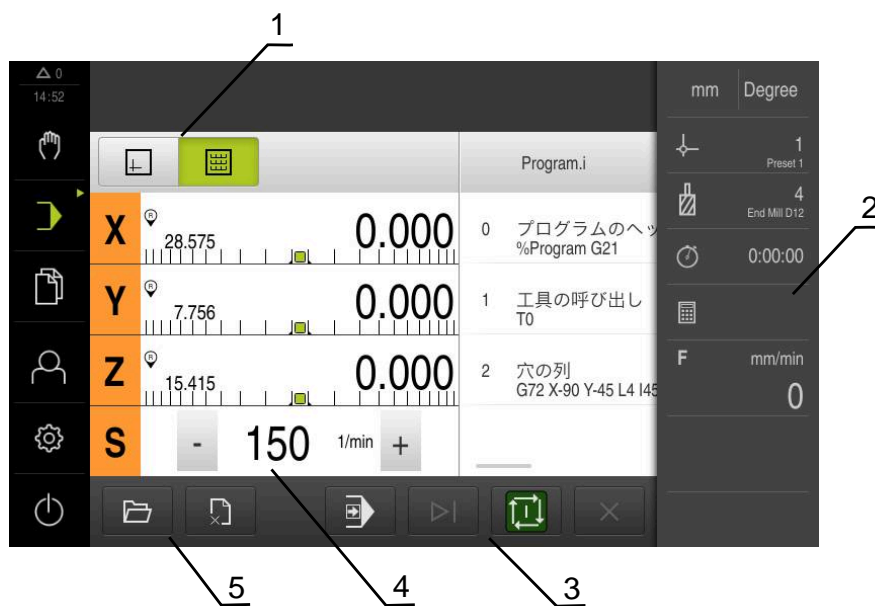 1
0
14:52
mm Degree
1
Preset 1
Program.i
4
End Mill D12
2
X R 28.575 0.000
0 プログラムのヘッ
%Program G21
0:00:00
Y R 7.756 0.000
1 工具の呼び出し
T0
Z R 15.415 0.000
2 穴の列
G72 X-90 Y-45 L4 I45
F mm/min
0
S - 150 1/min +
5 4 3